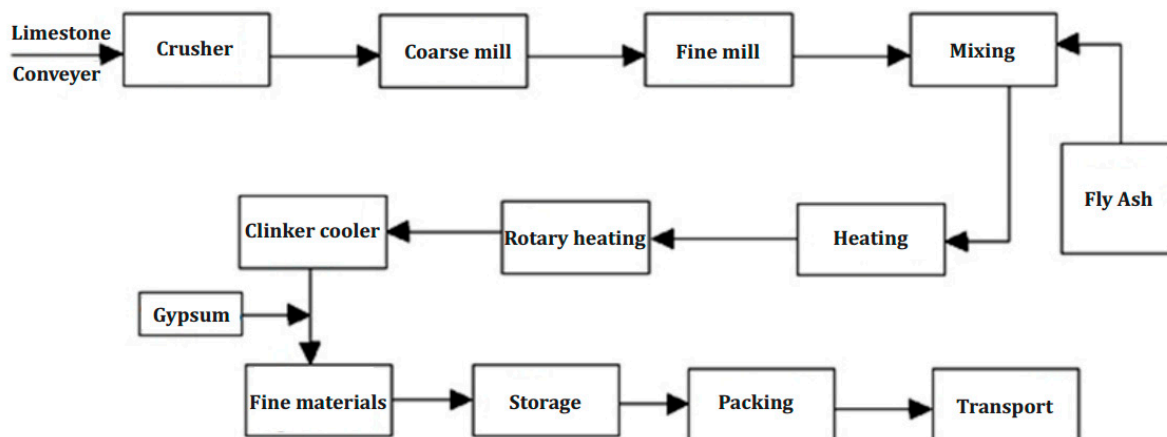 Limestone
Conveyer
Crusher
Coarse mill
Fine mill
Mixing
Fly Ash
Clinker cooler
Rotary heating
Heating
Gypsum
Fine materials
Storage
Packing
Transport